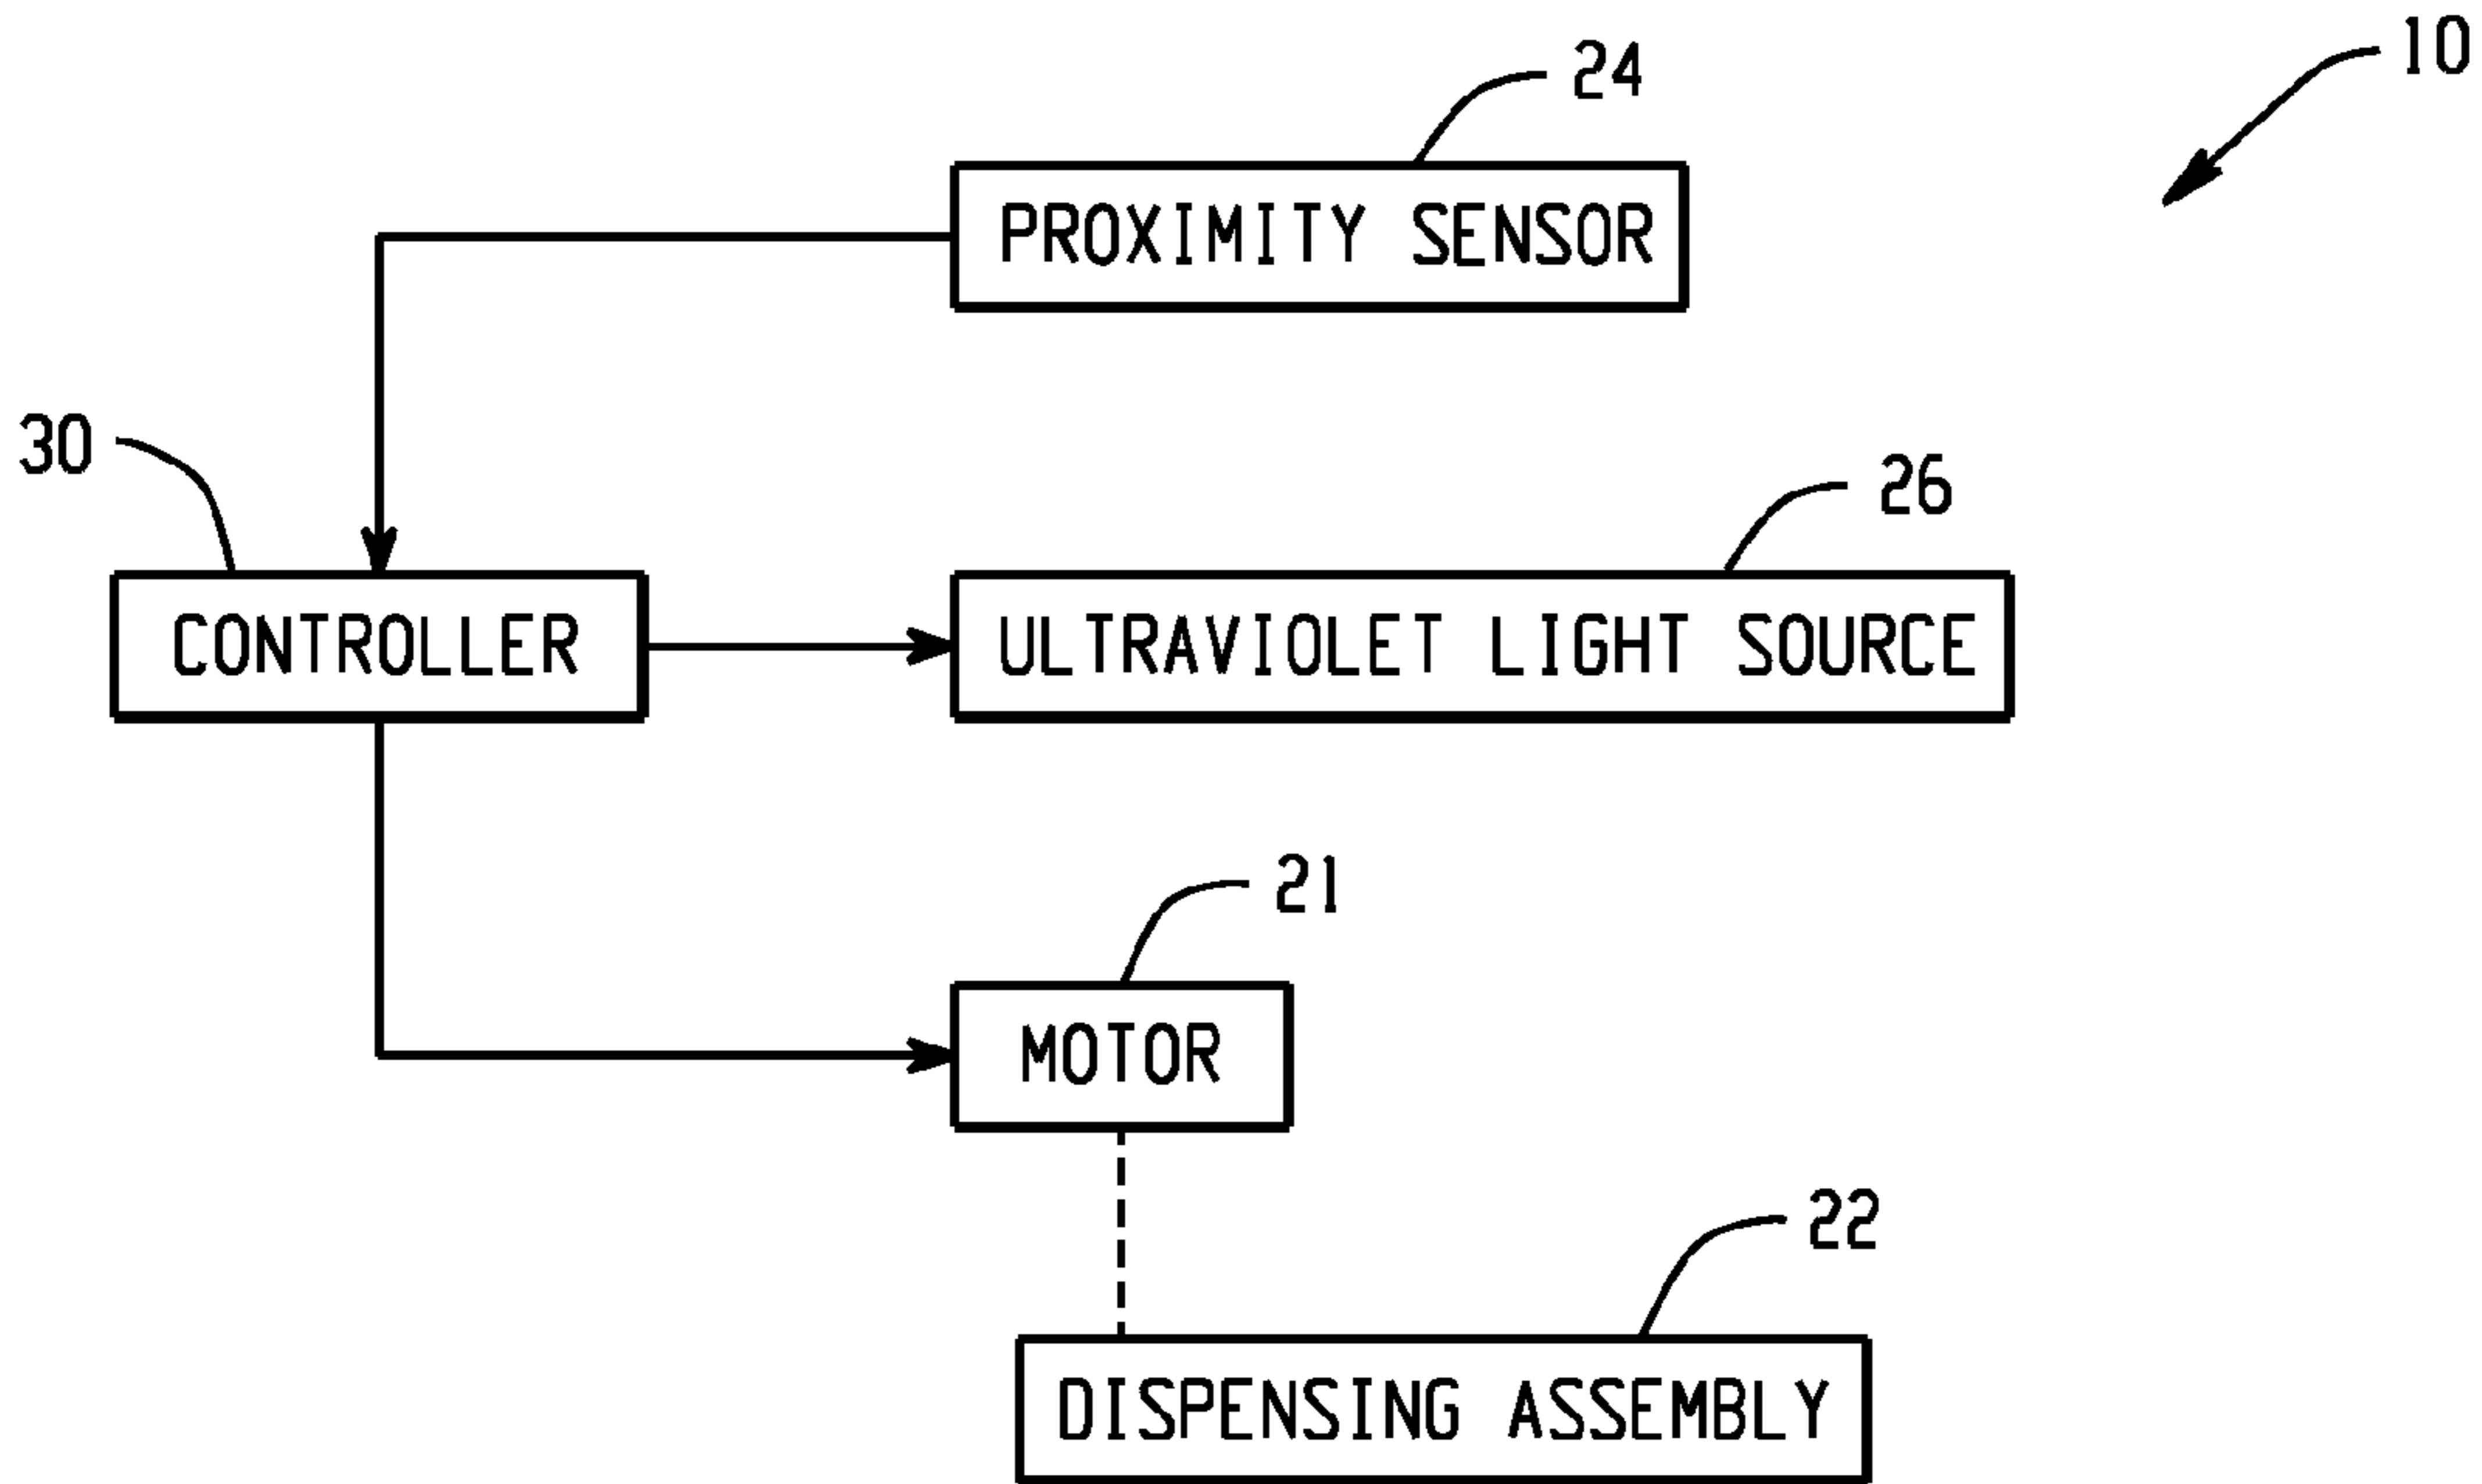 10
24
PROXIMITY SENSOR
30
26
CONTROLLER
ULTRAVIOLET LIGHT SOURCE
21
MOTOR
22
DISPENSING ASSEMBLY